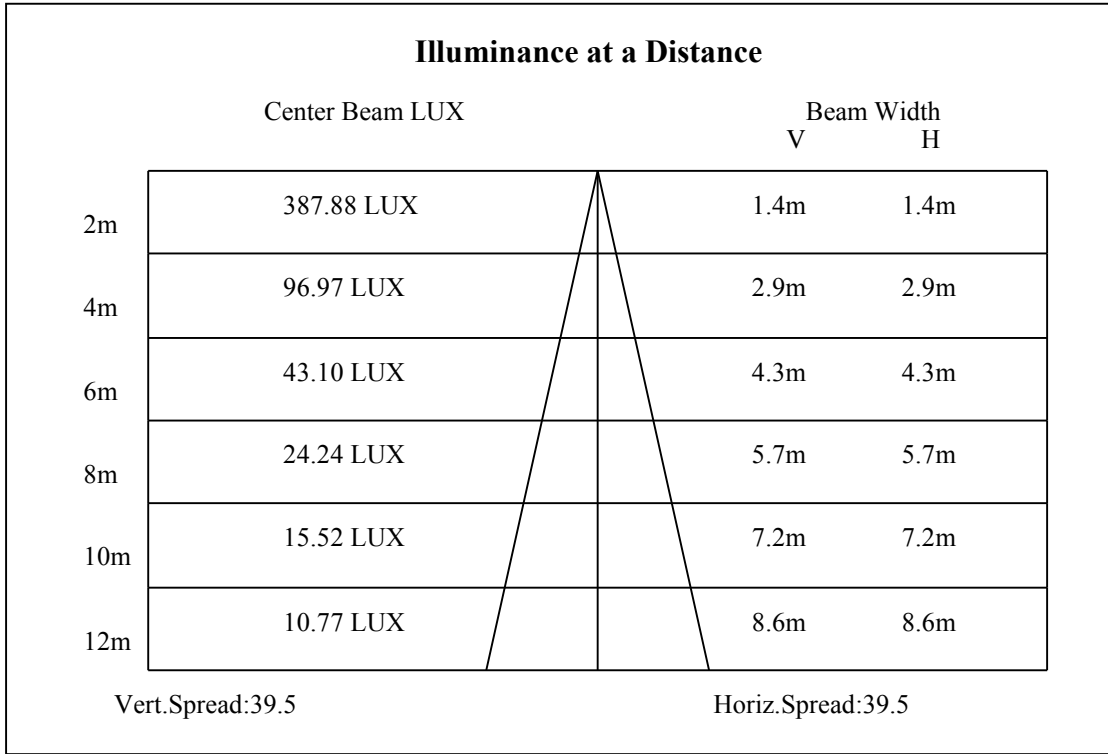 Illuminance at a Distance
Center Beam LUX Beam Width
V H
2m 387.88 LUX 1.4m 1.4m
4m 96.97 LUX 2.9m 2.9m
6m 43.10 LUX 4.3m 4.3m
8m 24.24 LUX 5.7m 5.7m
10m 15.52 LUX 7.2m 7.2m
12m 10.77 LUX 8.6m 8.6m
Vert.Spread:39.5 Horiz.Spread:39.5